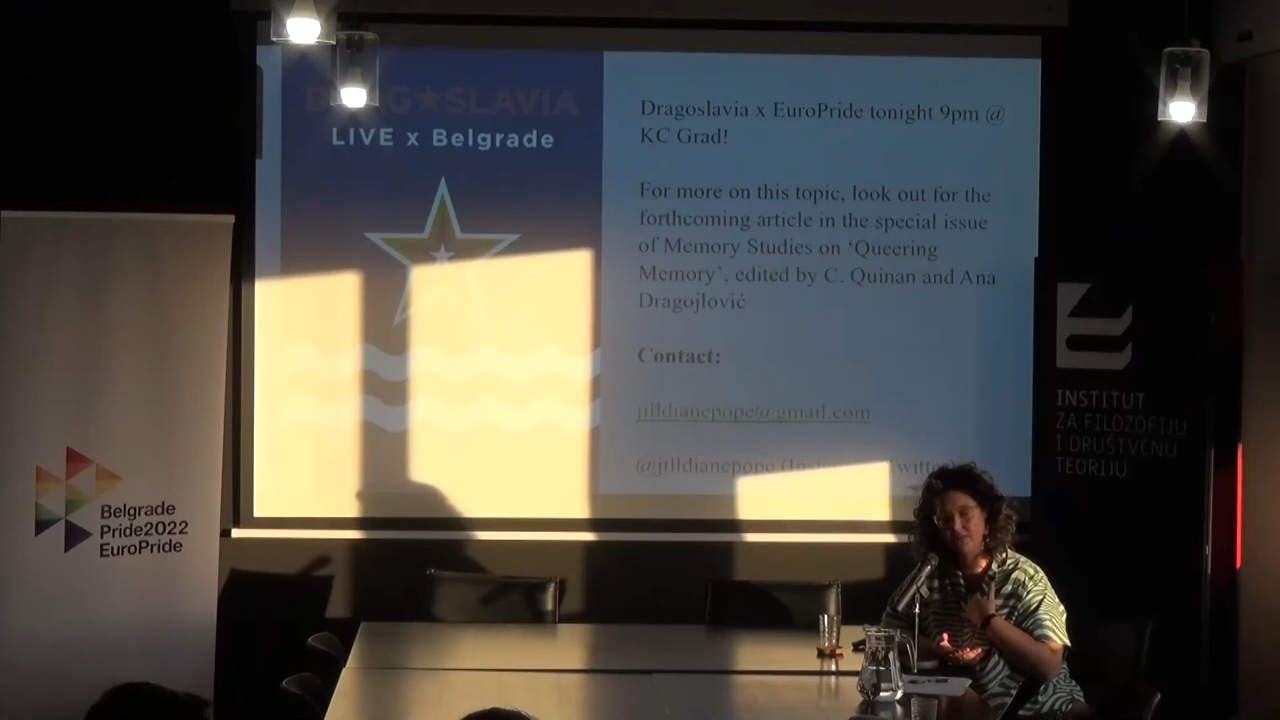 DRAG★SLAVIA
LIVE x Belgrade
Dragoslavia x EuroPride tonight 9pm @
KC Grad!
For more on this topic, look out for the
forthcoming article in the special issue
of Memory Studies on ‘Queering
Memory’, edited by C. Quinan and Ana
Dragojlović
Contact:
jilldianepope@gmail.com
@jilldianepope
Belgrade
Pride2022
EuroPride
INSTITUT
ZA FILOZOFIJU
I DRUŠTVENU
TEORIJU